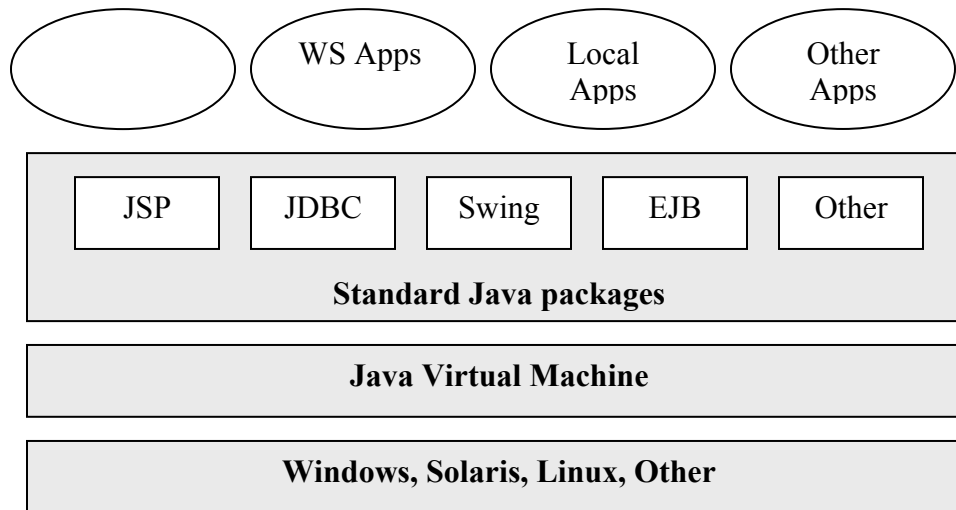 WS Apps
Local
Apps
Other
Apps
JSP
JDBC
Swing
EJB
Other
Standard Java packages
Java Virtual Machine
Windows, Solaris, Linux, Other